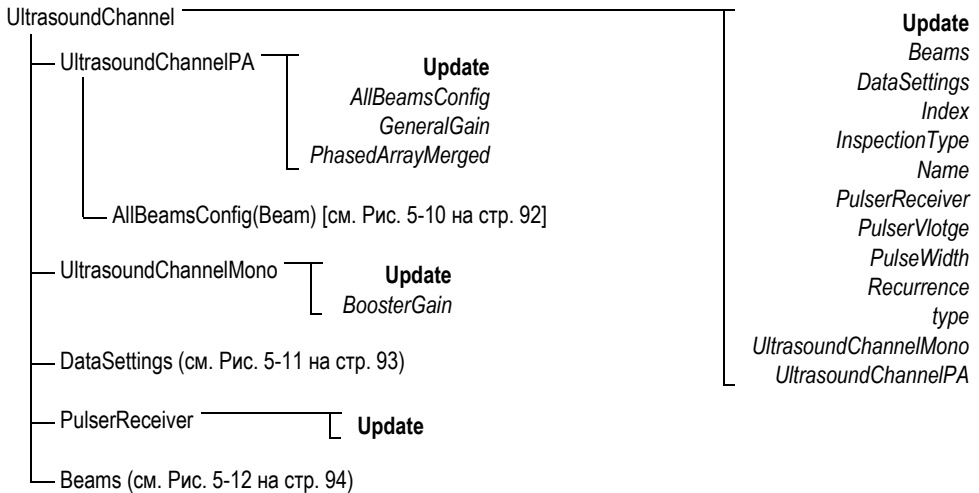 UltrasoundChannel
UltrasoundChannelPA
Update
AllBeamsConfig
GeneralGain
PhasedArrayMerged
AllBeamsConfig(Beam) [см. Рис. 5-10 на стр. 92]
UltrasoundChannelMono
Update
BoosterGain
DataSettings (см. Рис. 5-11 на стр. 93)
PulserReceiver
Update
Beams (см. Рис. 5-12 на стр. 94)
Update
Beams
DataSettings
Index
InspectionType
Name
PulserReceiver
PulserVlotge
PulseWidth
Recurrence
type
UltrasoundChannelMono
UltrasoundChannelPA